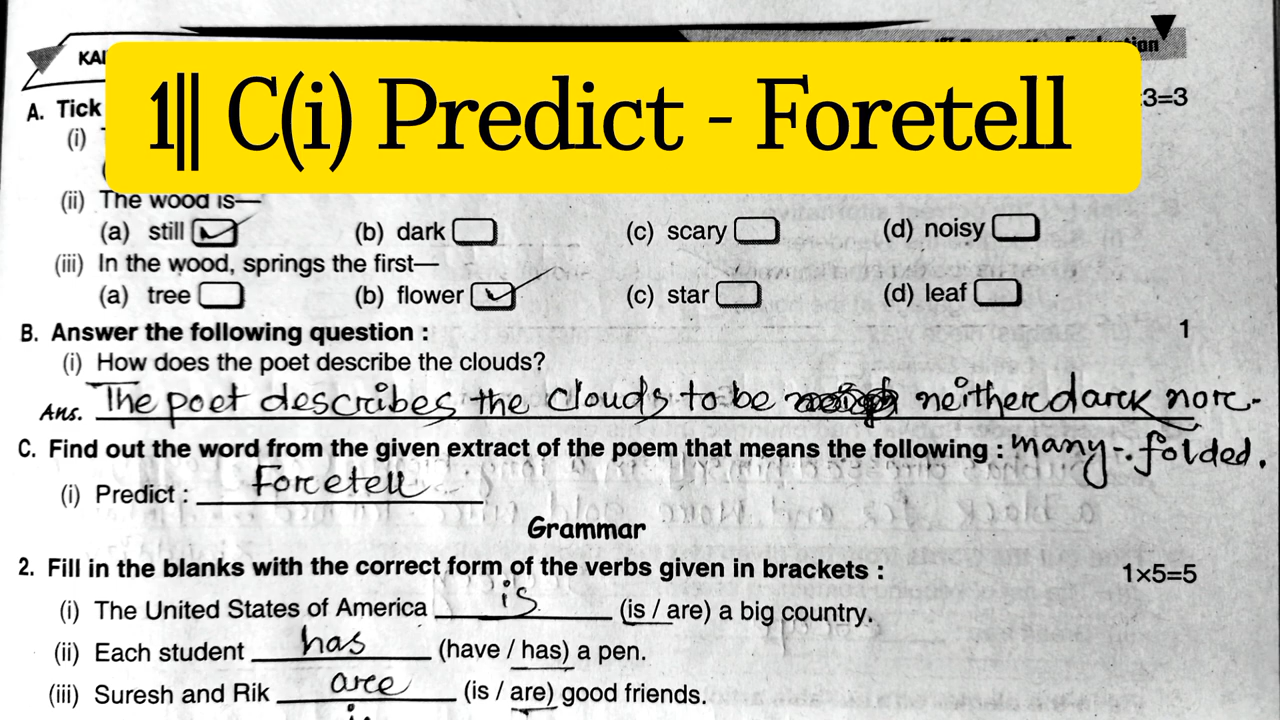 KAI
1|| C(i) Predict - Foretell
A. Tick
:3=3
(i)
(ii) The wood is—
(a) still (b) dark (c) scary (d) noisy
(iii) In the wood, springs the first—
(a) tree (b) flower (c) star (d) leaf
B. Answer the following question : 1
(i) How does the poet describe the clouds?
Ans. The poet describes the clouds to be neither dark nor
many-folded.
C. Find out the word from the given extract of the poem that means the following :
(i) Predict : Foretell
Grammar
2. Fill in the blanks with the correct form of the verbs given in brackets : 1×5=5
(i) The United States of America is (is / are) a big country.
(ii) Each student has (have / has) a pen.
(iii) Suresh and Rik are (is / are) good friends.